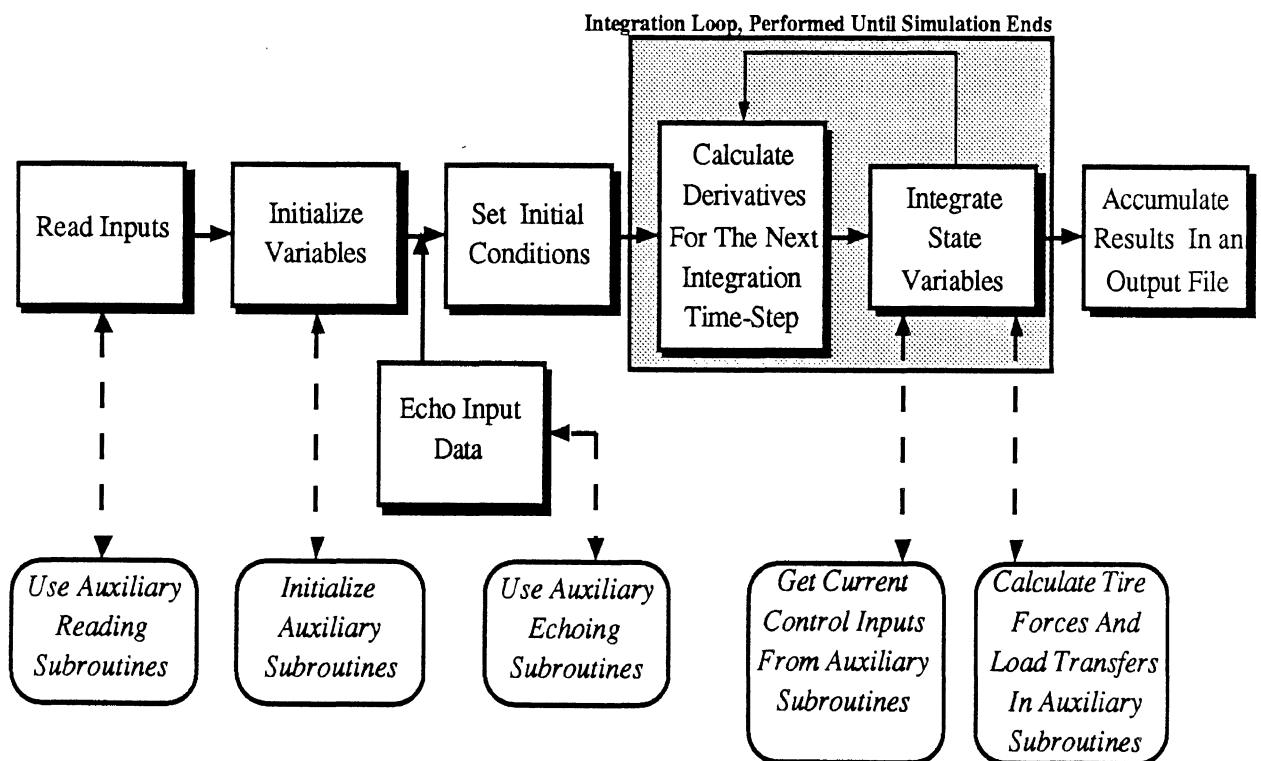 Integration Loop, Performed Until Simulation Ends
Read Inputs
Initialize
Variables
Set Initial
Conditions
Calculate
Derivatives
For The Next
Integration
Time-Step
Integrate
State
Variables
Accumulate
Results In an
Output File
Echo Input
Data
Use Auxiliary
Reading
Subroutines
Initialize
Auxiliary
Subroutines
Use Auxiliary
Echoing
Subroutines
Get Current
Control Inputs
From Auxiliary
Subroutines
Calculate Tire
Forces And
Load Transfers
In Auxiliary
Subroutines